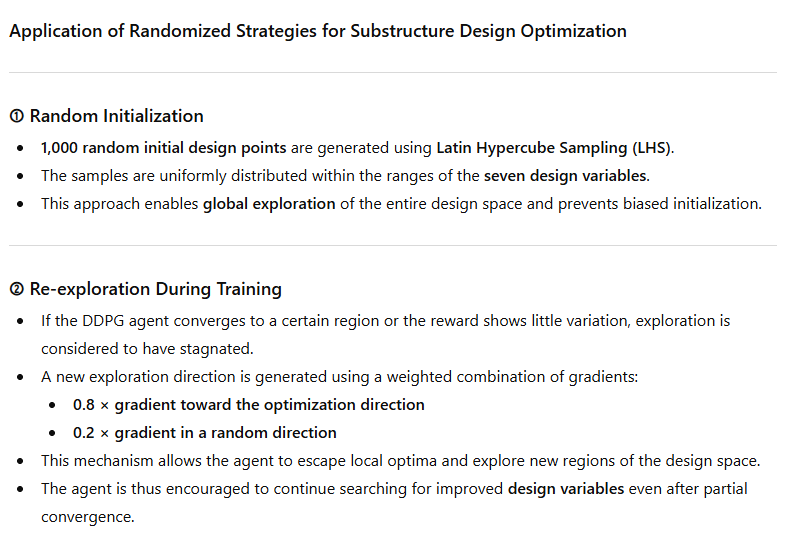 Application of Randomized Strategies for Substructure Design Optimization
① Random Initialization
• 1,000 random initial design points are generated using Latin Hypercube Sampling (LHS).
• The samples are uniformly distributed within the ranges of the seven design variables.
• This approach enables global exploration of the entire design space and prevents biased initialization.
② Re-exploration During Training
• If the DDPG agent converges to a certain region or the reward shows little variation, exploration is
considered to have stagnated.
• A new exploration direction is generated using a weighted combination of gradients:
• 0.8 × gradient toward the optimization direction
• 0.2 × gradient in a random direction
• This mechanism allows the agent to escape local optima and explore new regions of the design space.
• The agent is thus encouraged to continue searching for improved design variables even after partial
convergence.